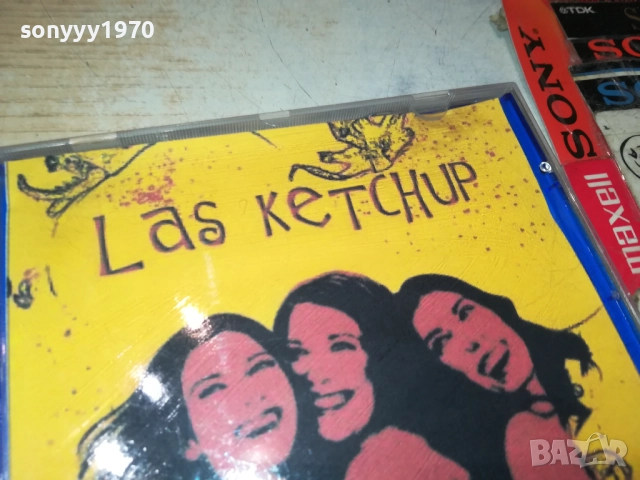 sonyyy1970
LAS KETCHUP
SONY
maxell
TDK
BAZAR